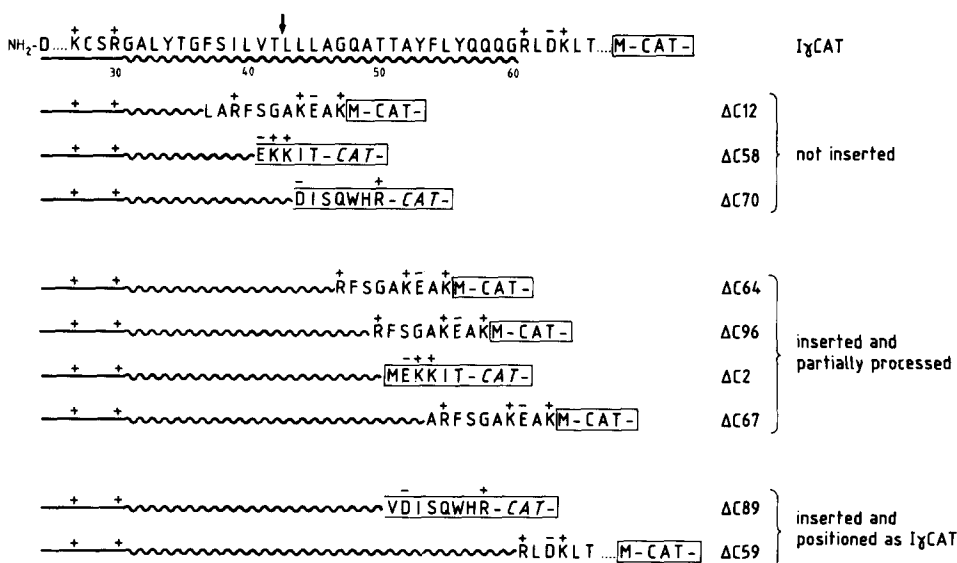 + +
NH₂-D....KCSRGALYTGFSILVTLLLAGQATTAYFLYQQQGRLDKLT....M-CAT- IɣCAT
+ - +
30 40 50 60
+ + LARFSGAKEAKM-CAT- ΔC12
+ + - +
+ + EKKIT-CAT- ΔC58
- + +
not inserted
+ + DISQWHR-CAT- ΔC70
- +
+ + RFSGAKEAKM-CAT- ΔC64
+ + - +
+ + RFSGAKEAKM-CAT- ΔC96
+ + - +
inserted and
partially processed
+ + MEKKIT-CAT- ΔC2
- + +
+ + ARFSGAKEAKM-CAT- ΔC67
+ + - +
+ + VDISQWHR-CAT- ΔC89
- +
inserted and
positioned as IɣCAT
+ + RLDKLT....M-CAT- ΔC59
+ - +